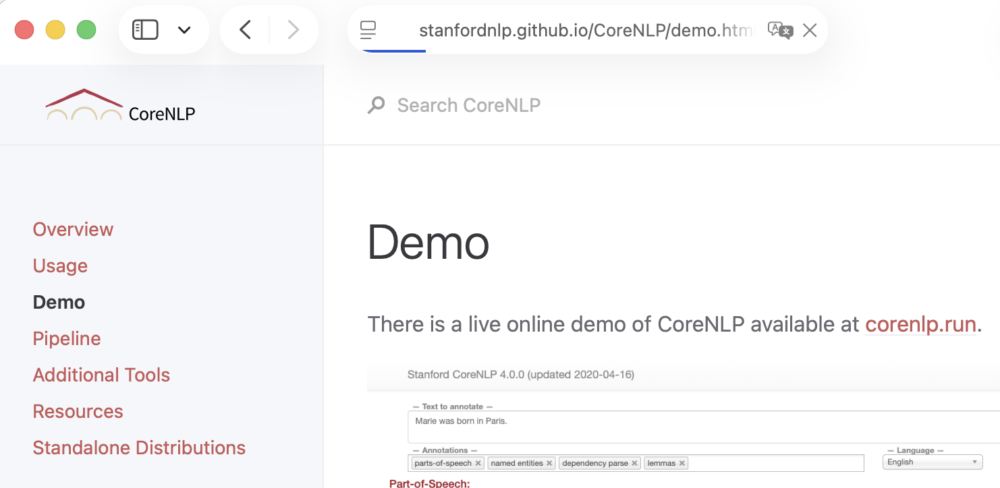 stanfordnlp.github.io/CoreNLP/demo.htm
CoreNLP
Search CoreNLP
Overview
Usage
Demo
Pipeline
Additional Tools
Resources
Standalone Distributions
Demo
There is a live online demo of CoreNLP available at corenlp.run.
Stanford CoreNLP 4.0.0 (updated 2020-04-16)
— Text to annotate —
Marie was born in Paris.
— Annotations —
parts-of-speech × named entities × dependency parse × lemmas ×
— Language —
English
Part-of-Speech: